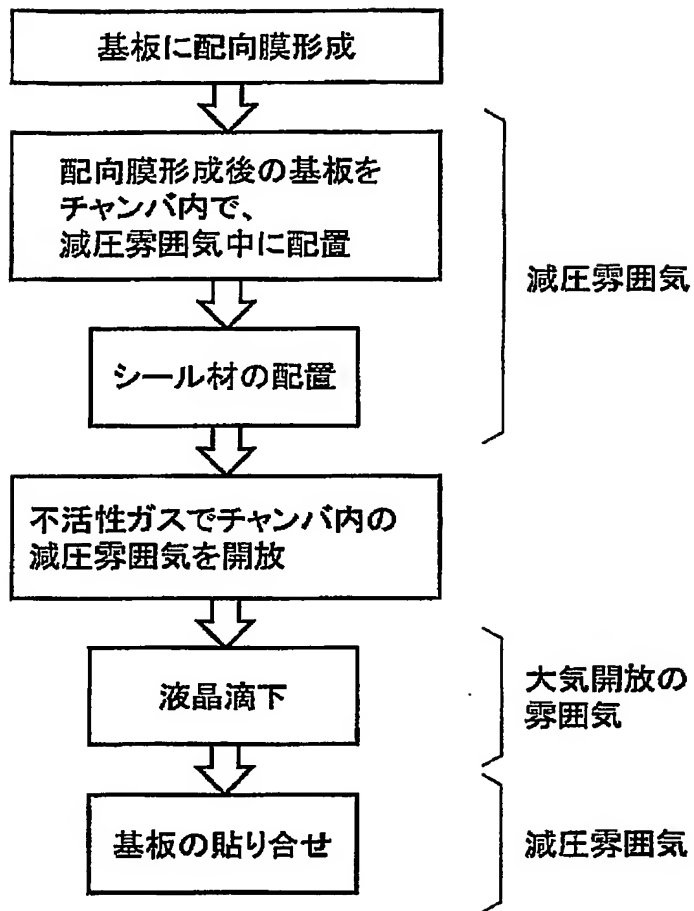 基板に配向膜形成
配向膜形成後の基板を
チャンバ内で、
減圧雰囲気中に配置
減圧雰囲気
シール材の配置
不活性ガスでチャンバ内の
減圧雰囲気を開放
液晶滴下
大気開放の
雰囲気
基板の貼り合せ
減圧雰囲気